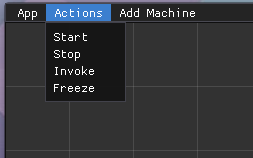 App Actions Add Machine
Start
Stop
Invoke
Freeze